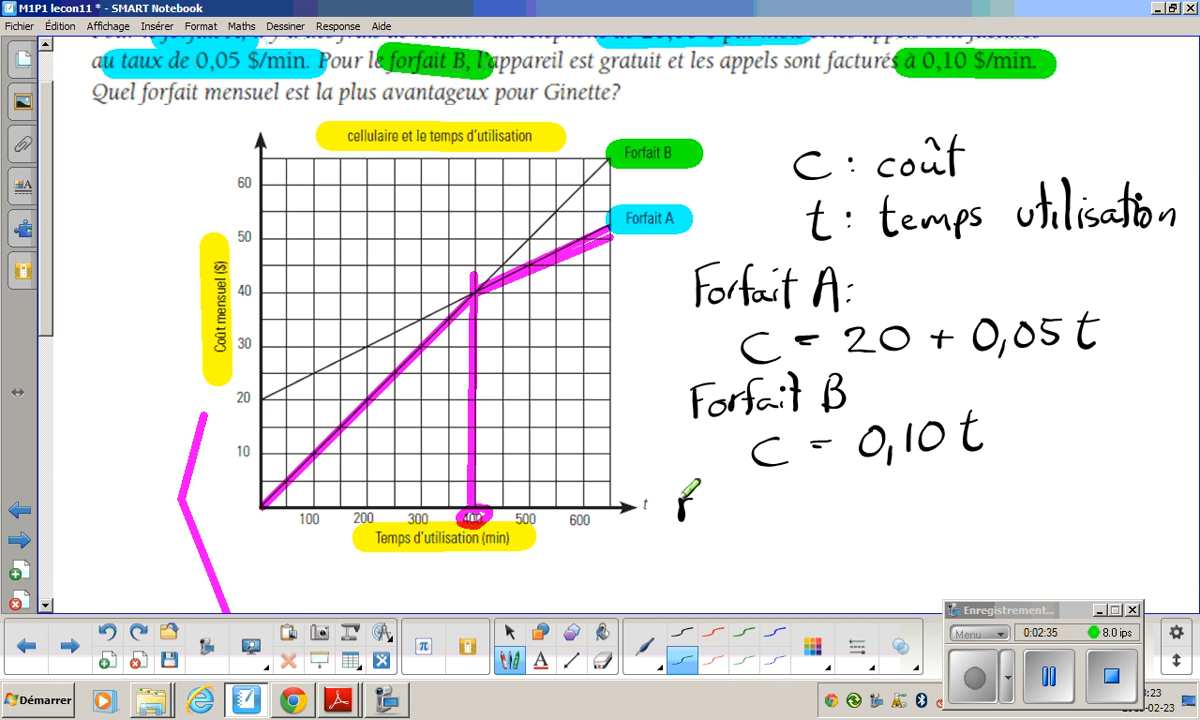 M1P1 lecon11 * - SMART Notebook
Fichier Édition Affichage Insérer Format Maths Dessiner Réponse Aide
au taux de 0,05 $/min. Pour le forfait B, l'appareil est gratuit et les appels sont facturés à 0,10 $/min.
Quel forfait mensuel est la plus avantageux pour Ginette?
cellulaire et le temps d'utilisation
Forfait B
Forfait A
Coût mensuel ($)
60
50
40
30
20
10
100 200 300 400 500 600
t
Temps d'utilisation (min)
C : coût
t : temps utilisation
Forfait A:
C = 20 + 0,05 t
Forfait B
C = 0,10 t
r
Enregistrement...
Menu
0:02:35
8.0 ips
π
A
Démarrer